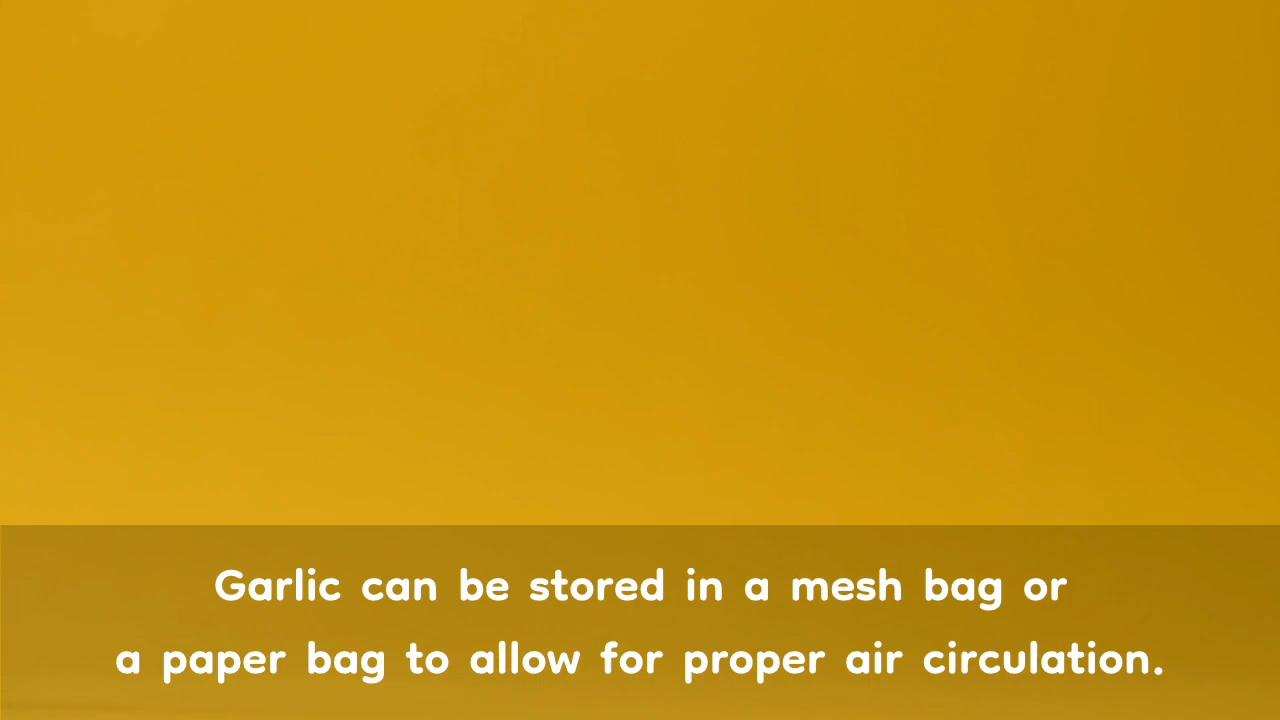 Garlic can be stored in a mesh bag or
a paper bag to allow for proper air circulation.